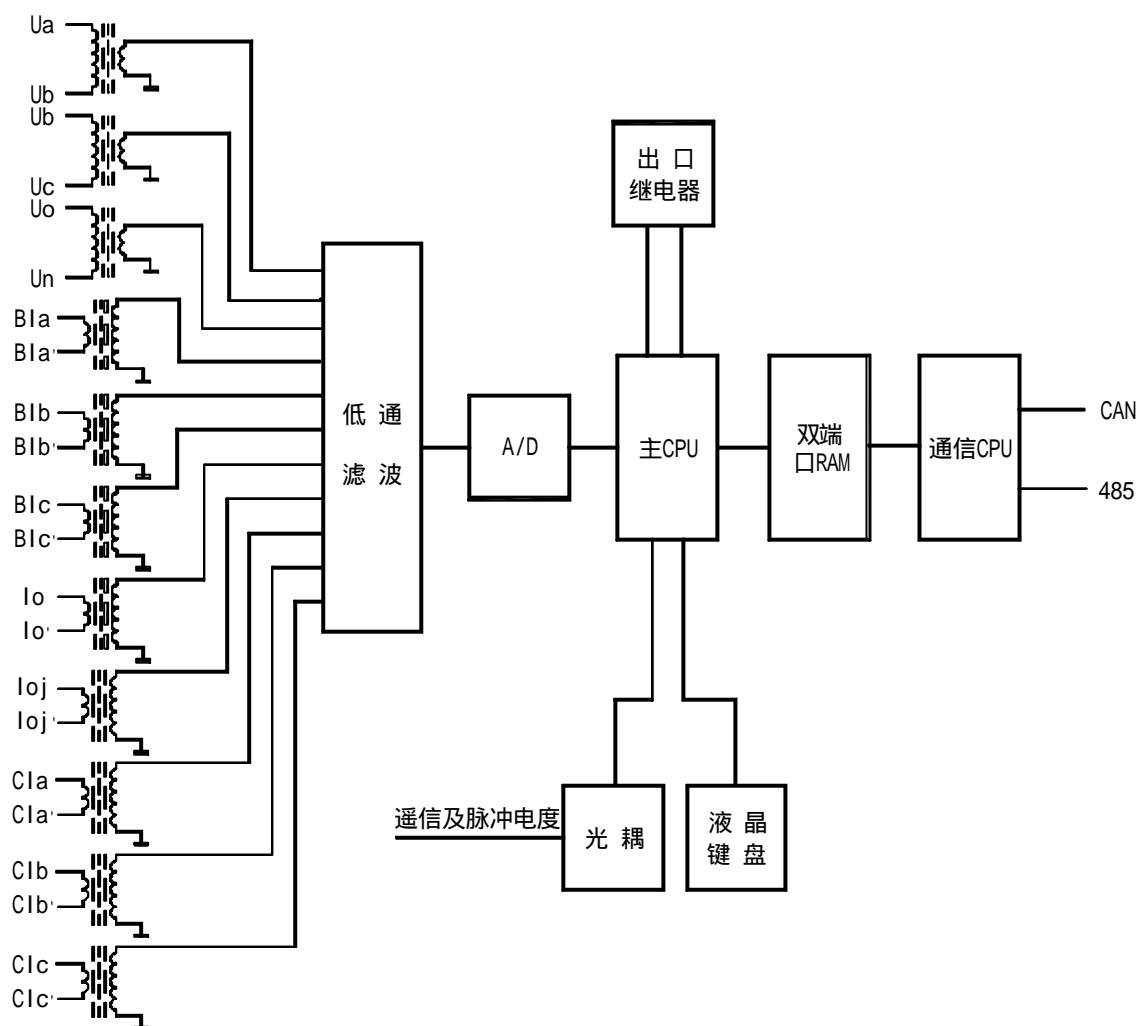 Ua
Ub
Ub
Uc
Uo
Un
BIa
BIa'
BIb
BIb'
BIc
BIc'
Io
Io'
Ioj
Ioj'
CIa
CIa'
CIb
CIb'
CIc
CIc'
低 通
滤 波
A/D
出 口
继电器
主CPU
双端
口RAM
通信CPU
CAN
485
遥信及脉冲电度
光 耦
液 晶
键 盘